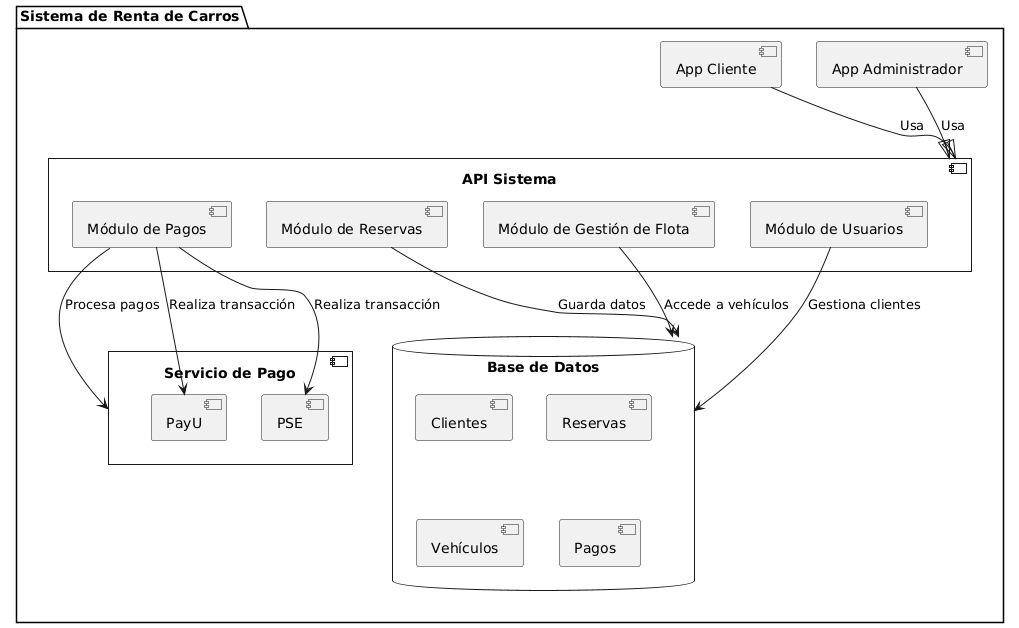 Sistema de Renta de Carros
App Cliente
App Administrador
Usa
Usa
API Sistema
Módulo de Pagos
Módulo de Reservas
Módulo de Gestión de Flota
Módulo de Usuarios
Procesa pagos
Realiza transacción
Realiza transacción
Guarda datos
Accede a vehículos
Gestiona clientes
Servicio de Pago
PayU
PSE
Base de Datos
Clientes
Reservas
Vehículos
Pagos